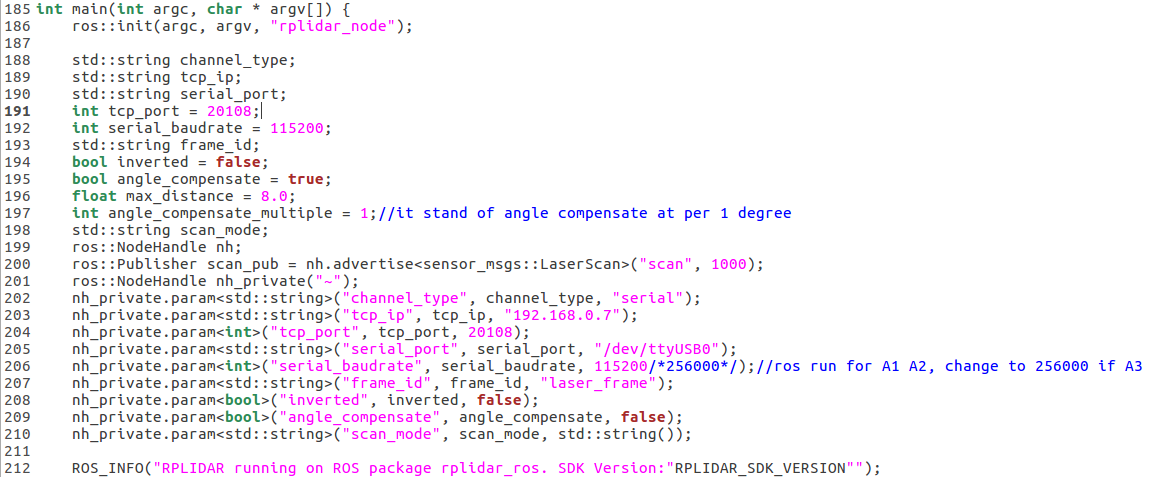 185 int main(int argc, char * argv[]) {
186     ros::init(argc, argv, "rplidar_node");
187
188     std::string channel_type;
189     std::string tcp_ip;
190     std::string serial_port;
191     int tcp_port = 20108;
192     int serial_baudrate = 115200;
193     std::string frame_id;
194     bool inverted = false;
195     bool angle_compensate = true;
196     float max_distance = 8.0;
197     int angle_compensate_multiple = 1;//it stand of angle compensate at per 1 degree
198     std::string scan_mode;
199     ros::NodeHandle nh;
200     ros::Publisher scan_pub = nh.advertise<sensor_msgs::LaserScan>("scan", 1000);
201     ros::NodeHandle nh_private("~");
202     nh_private.param<std::string>("channel_type", channel_type, "serial");
203     nh_private.param<std::string>("tcp_ip", tcp_ip, "192.168.0.7");
204     nh_private.param<int>("tcp_port", tcp_port, 20108);
205     nh_private.param<std::string>("serial_port", serial_port, "/dev/ttyUSB0");
206     nh_private.param<int>("serial_baudrate", serial_baudrate, 115200/*256000*/);//ros run for A1 A2, change to 256000 if A3
207     nh_private.param<std::string>("frame_id", frame_id, "laser_frame");
208     nh_private.param<bool>("inverted", inverted, false);
209     nh_private.param<bool>("angle_compensate", angle_compensate, false);
210     nh_private.param<std::string>("scan_mode", scan_mode, std::string());
211
212     ROS_INFO("RPLIDAR running on ROS package rplidar_ros. SDK Version:"RPLIDAR_SDK_VERSION"");